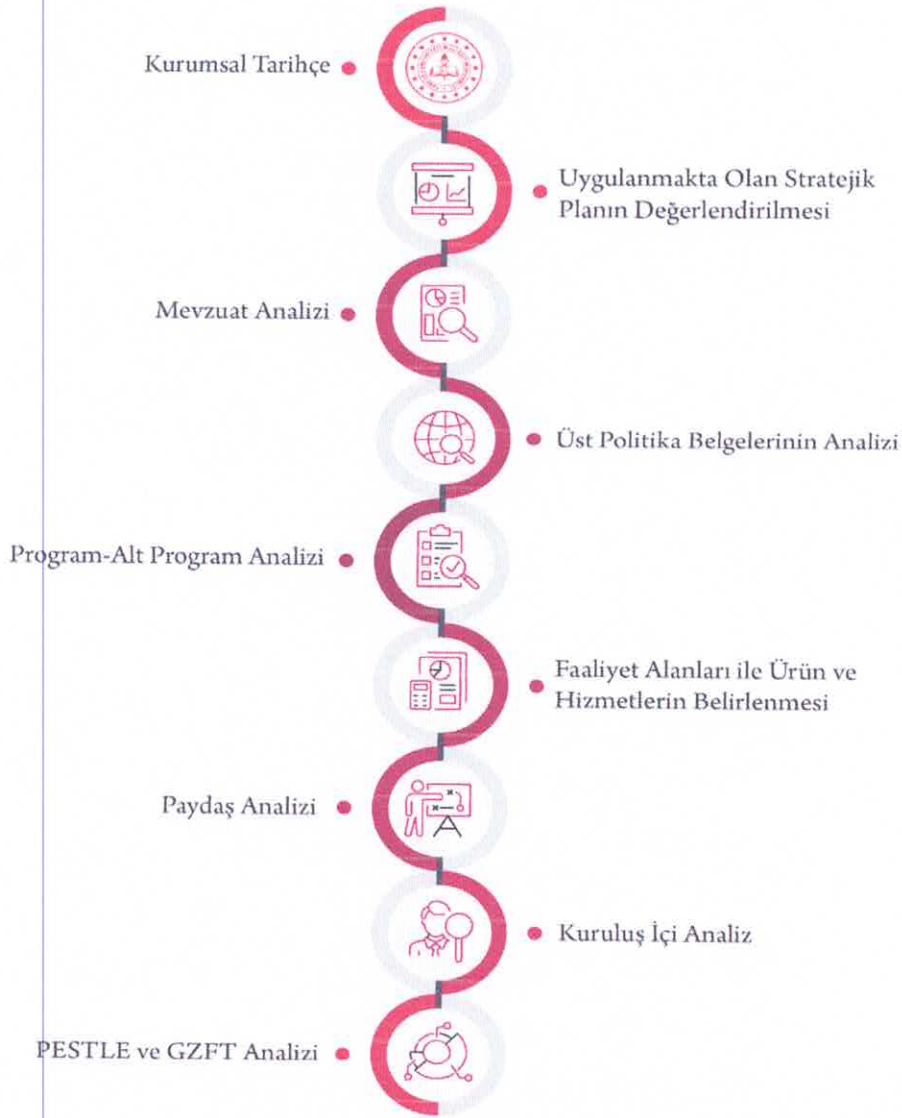 Kurumsal Tarihçe
Uygulanmakta Olan Stratejik
Planın Değerlendirilmesi
Mevzuat Analizi
Üst Politika Belgelerinin Analizi
Program-Alt Program Analizi
Faaliyet Alanları ile Ürün ve
Hizmetlerin Belirlenmesi
Paydaş Analizi
Kuruluş İçi Analiz
PESTLE ve GZFT Analizi